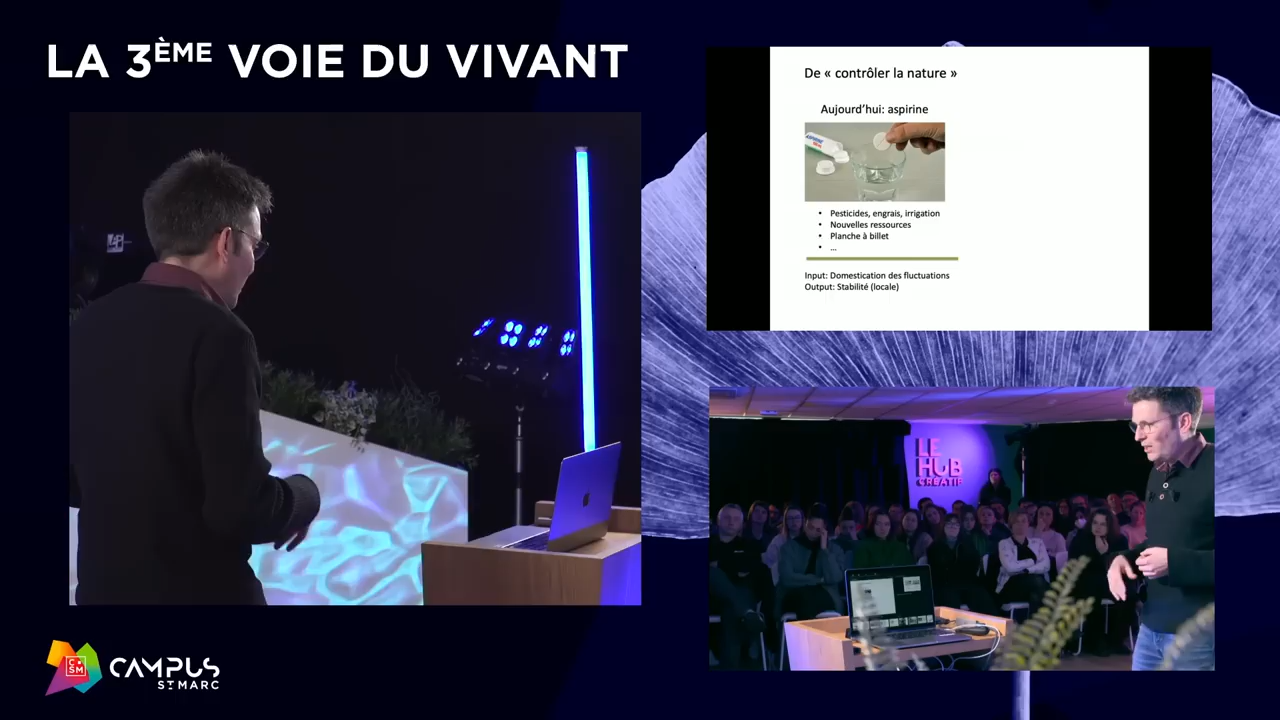 LA 3ÈME VOIE DU VIVANT
De « contrôler la nature »
Aujourd'hui: aspirine
• Pesticides, engrais, irrigation
• Nouvelles ressources
• Planche à billet
• ...
Input: Domestication des fluctuations
Output: Stabilité (locale)
LE
HUB
CRÉATIF
CSM
CAMPUS
ST MARC